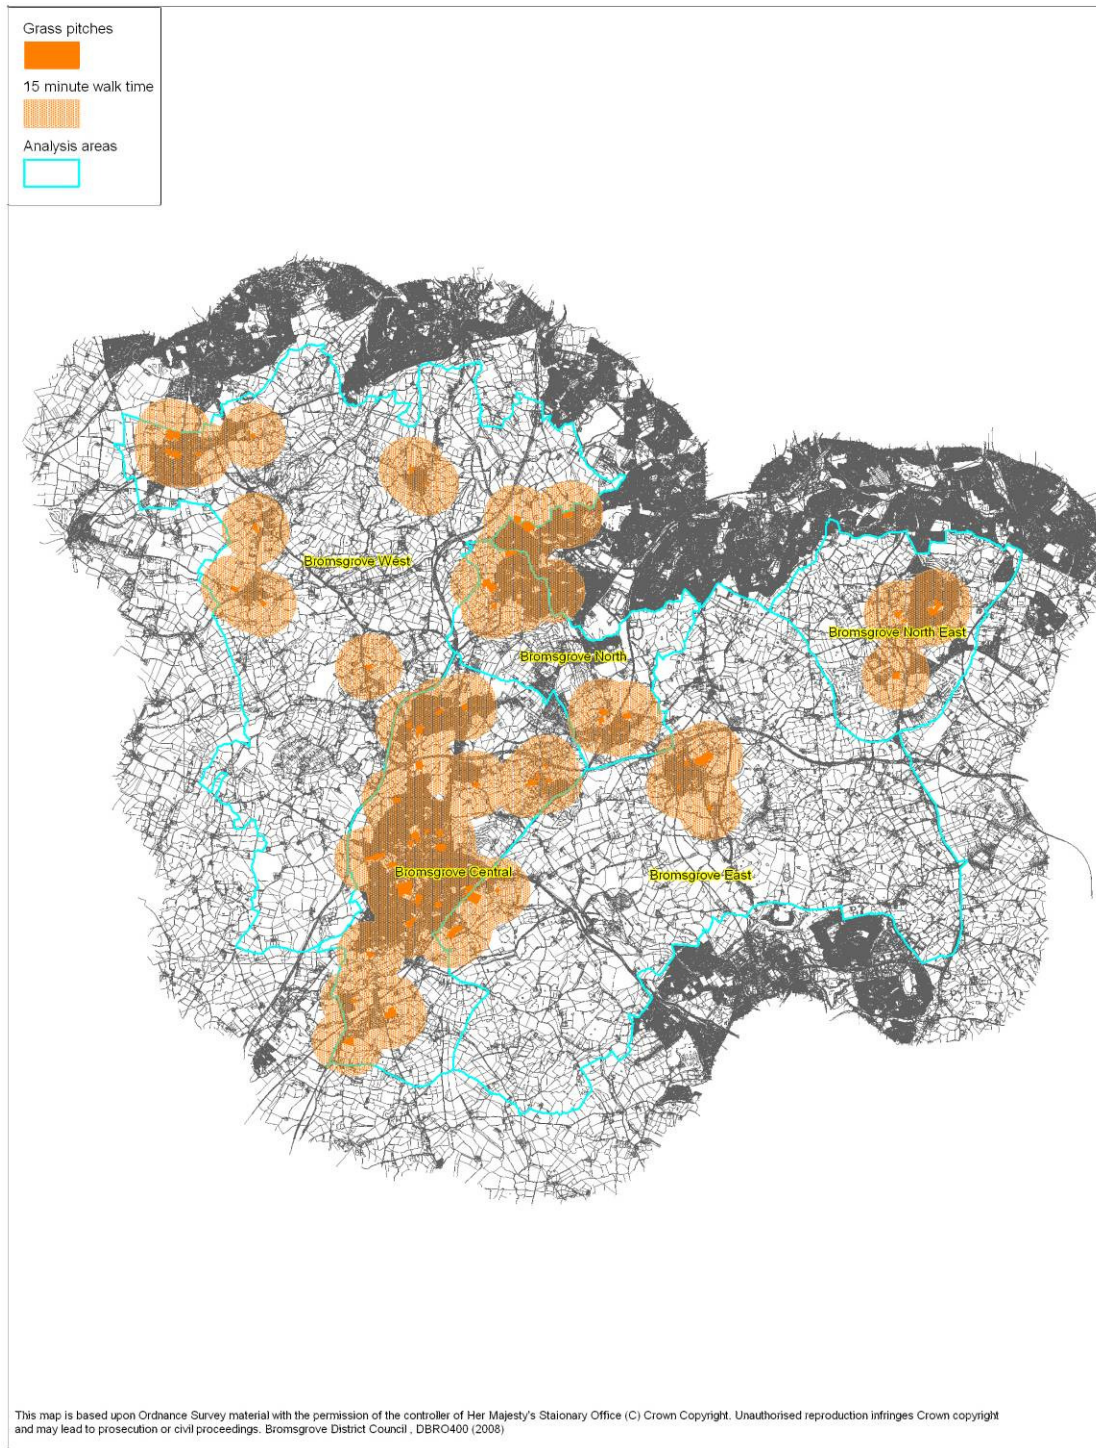 Grass pitches
15 minute walk time
Analysis areas
Bromsgrove West
Bromsgrove North East
Bromsgrove North
Bromsgrove Central
Bromsgrove East
This map is based upon Ordnance Survey material with the permission of the controller of Her Majesty's Staionary Office (C) Crown Copyright. Unauthorised reproduction infringes Crown copyright
and may lead to prosecution or civil proceedings. Bromsgrove District Council , DBRO400 (2008)